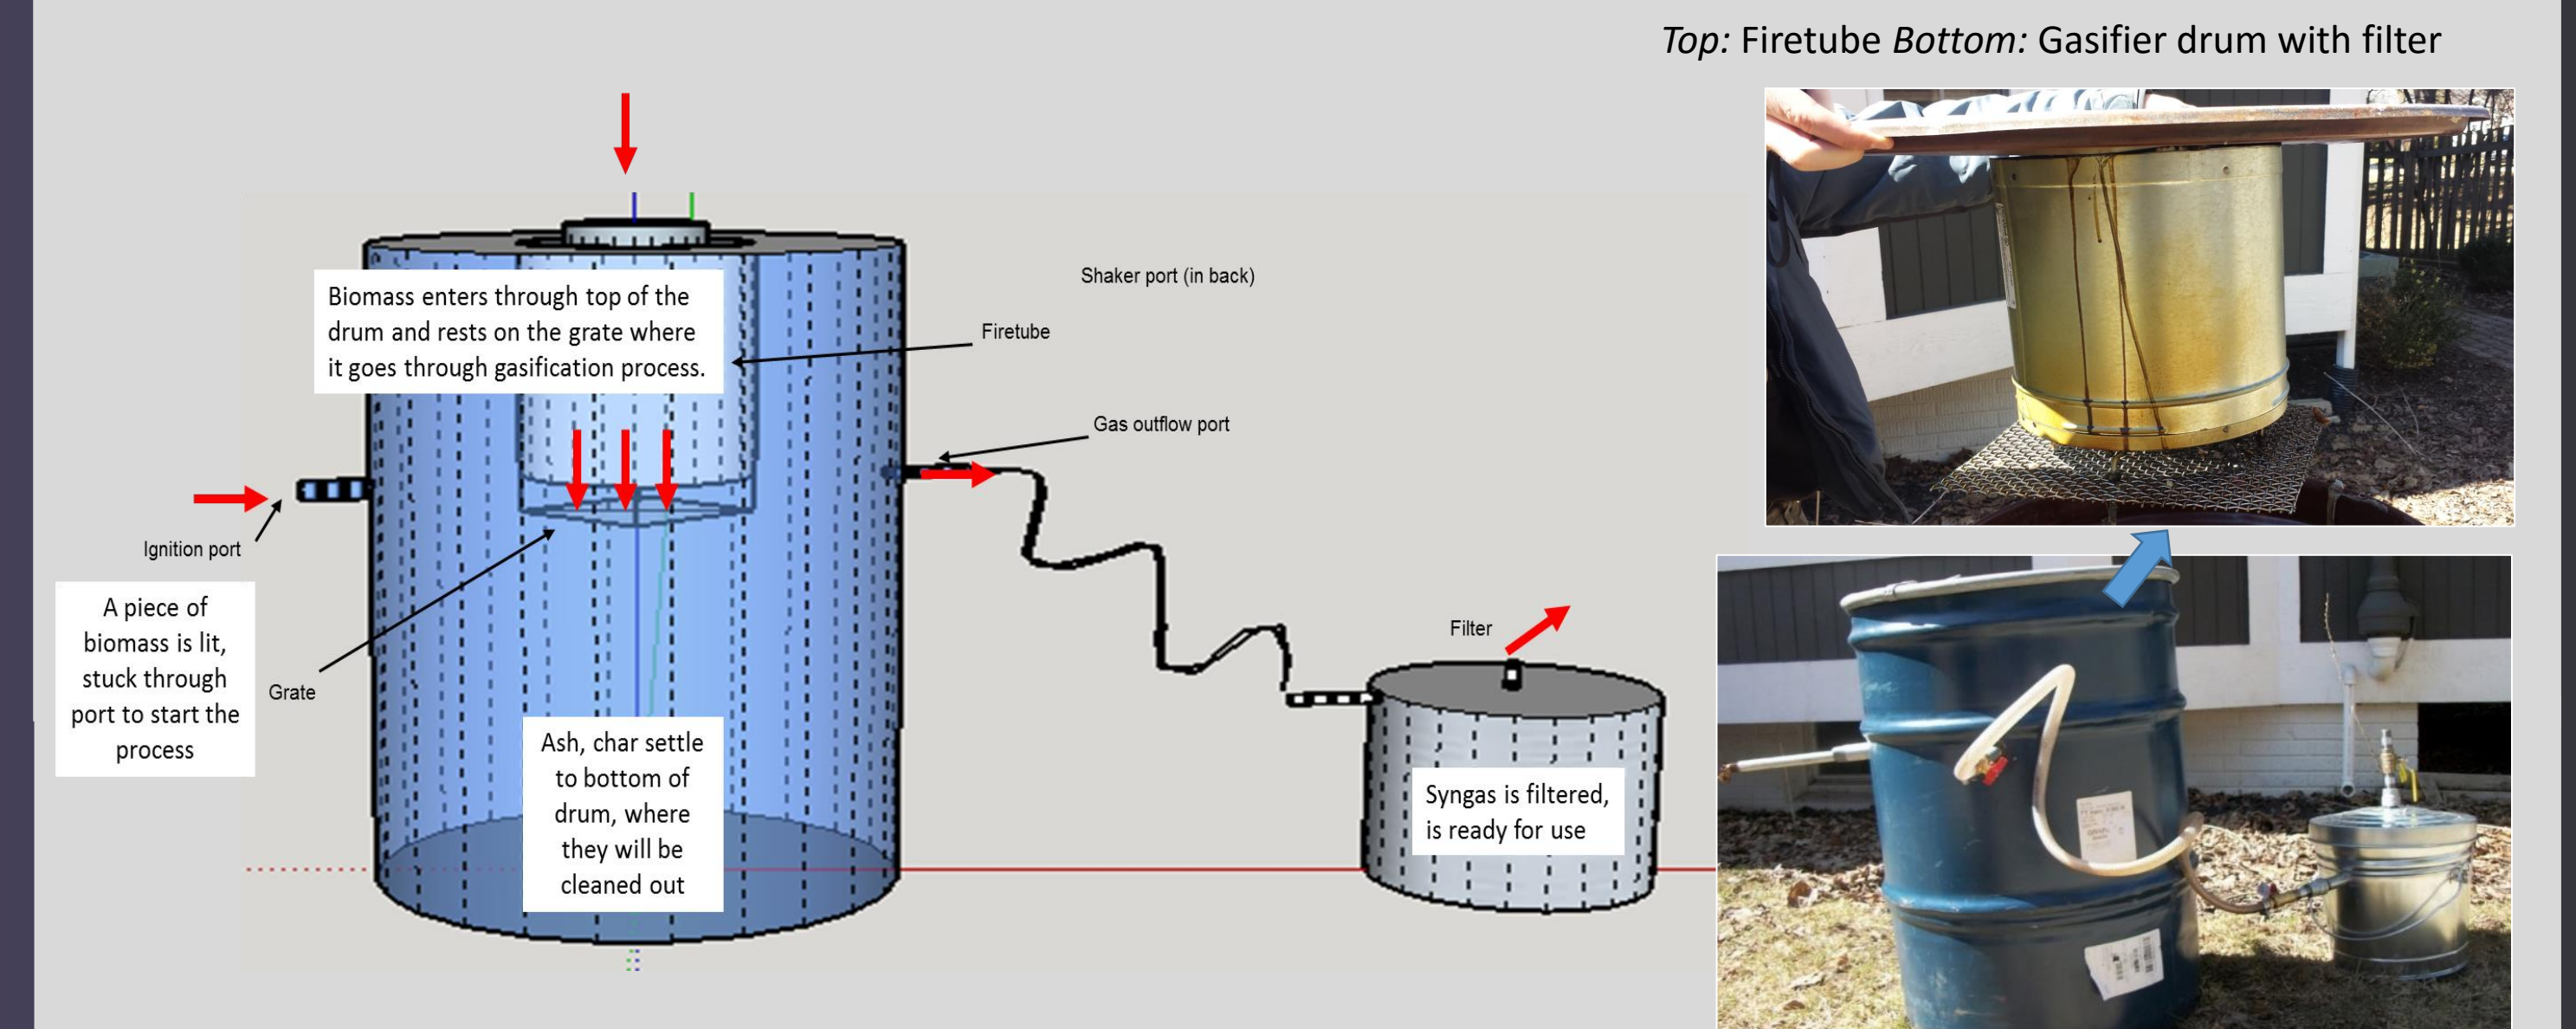 Top: Firetube Bottom: Gasifier drum with filter
Biomass enters through top of the
drum and rests on the grate where
it goes through gasification process.
Shaker port (in back)
Firetube
Gas outflow port
Ignition port
A piece of
biomass is lit,
stuck through
port to start the
process
Grate
Ash, char settle
to bottom of
drum, where
they will be
cleaned out
Filter
Syngas is filtered,
is ready for use